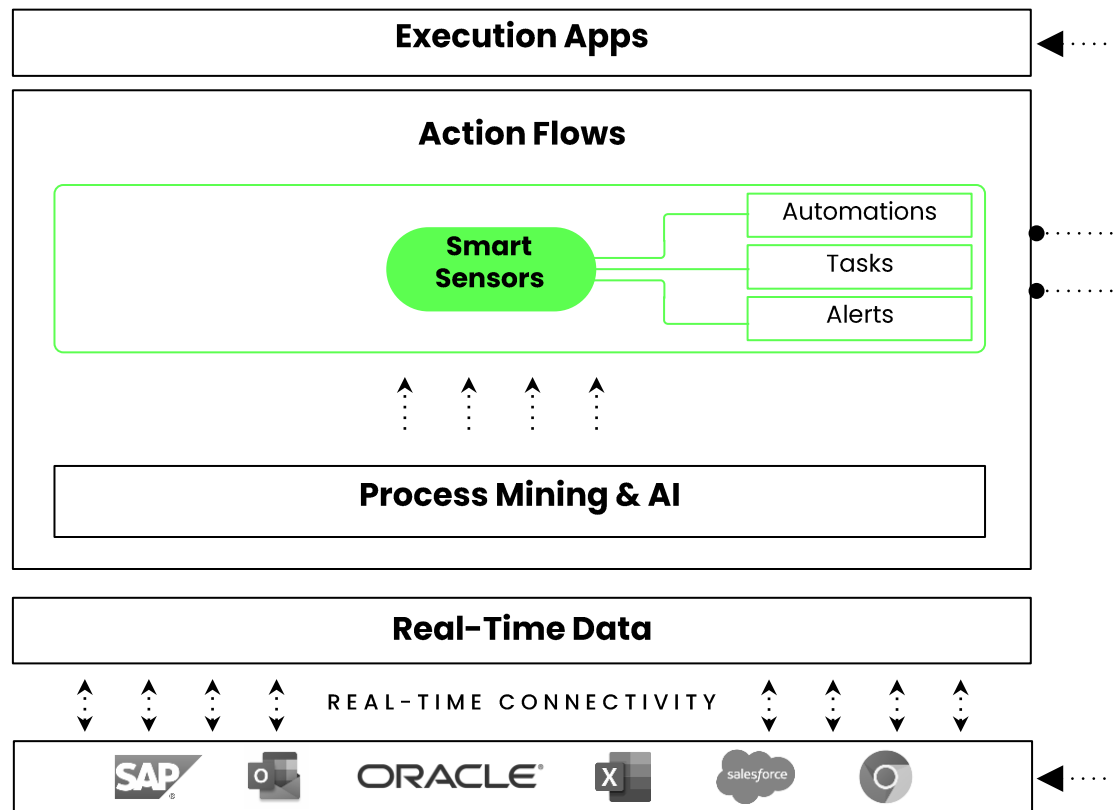 Execution Apps
Action Flows
Smart
Sensors
Automations
Tasks
Alerts
Process Mining & AI
Real-Time Data
REAL-TIME CONNECTIVITY
SAP® O ORACLE® X salesforce